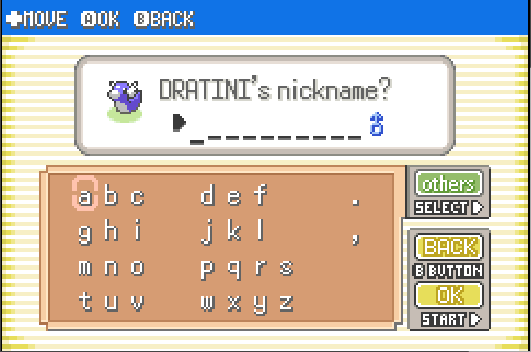 MOVE AOK BBACK
DRATINI's nickname?
a b c d e f .
g h i j k l ,
m n o p q r s
t u v w x y z
others
SELECT
BACK
B BUTTON
OK
START